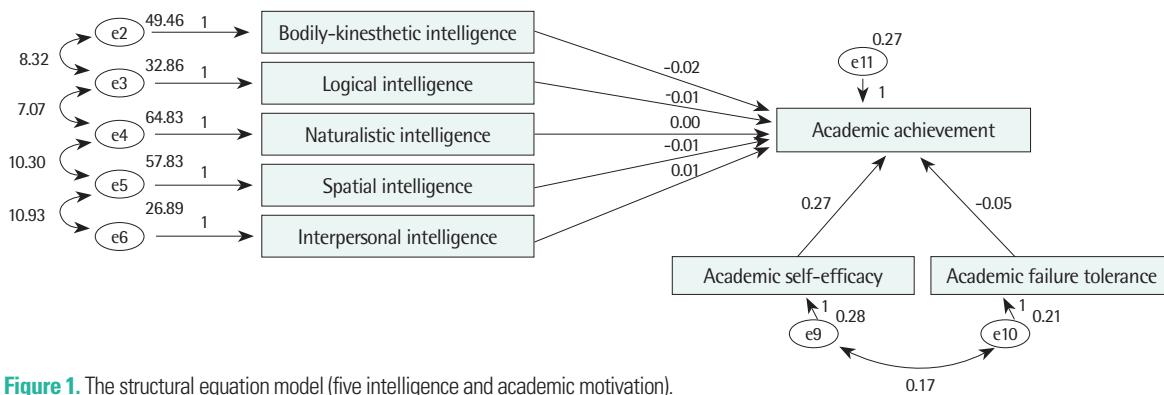 e2 49.46 1 Bodily-kinesthetic intelligence
8.32
e3 32.86 1 Logical intelligence
7.07
e4 64.83 1 Naturalistic intelligence
10.30
e5 57.83 1 Spatial intelligence
10.93
e6 26.89 1 Interpersonal intelligence
-0.02
-0.01
0.00
-0.01
0.01
e11 0.27
1
Academic achievement
0.27 -0.05
Academic self-efficacy Academic failure tolerance
1 0.28 1 0.21
e9 e10
0.17
Figure 1. The structural equation model (five intelligence and academic motivation).